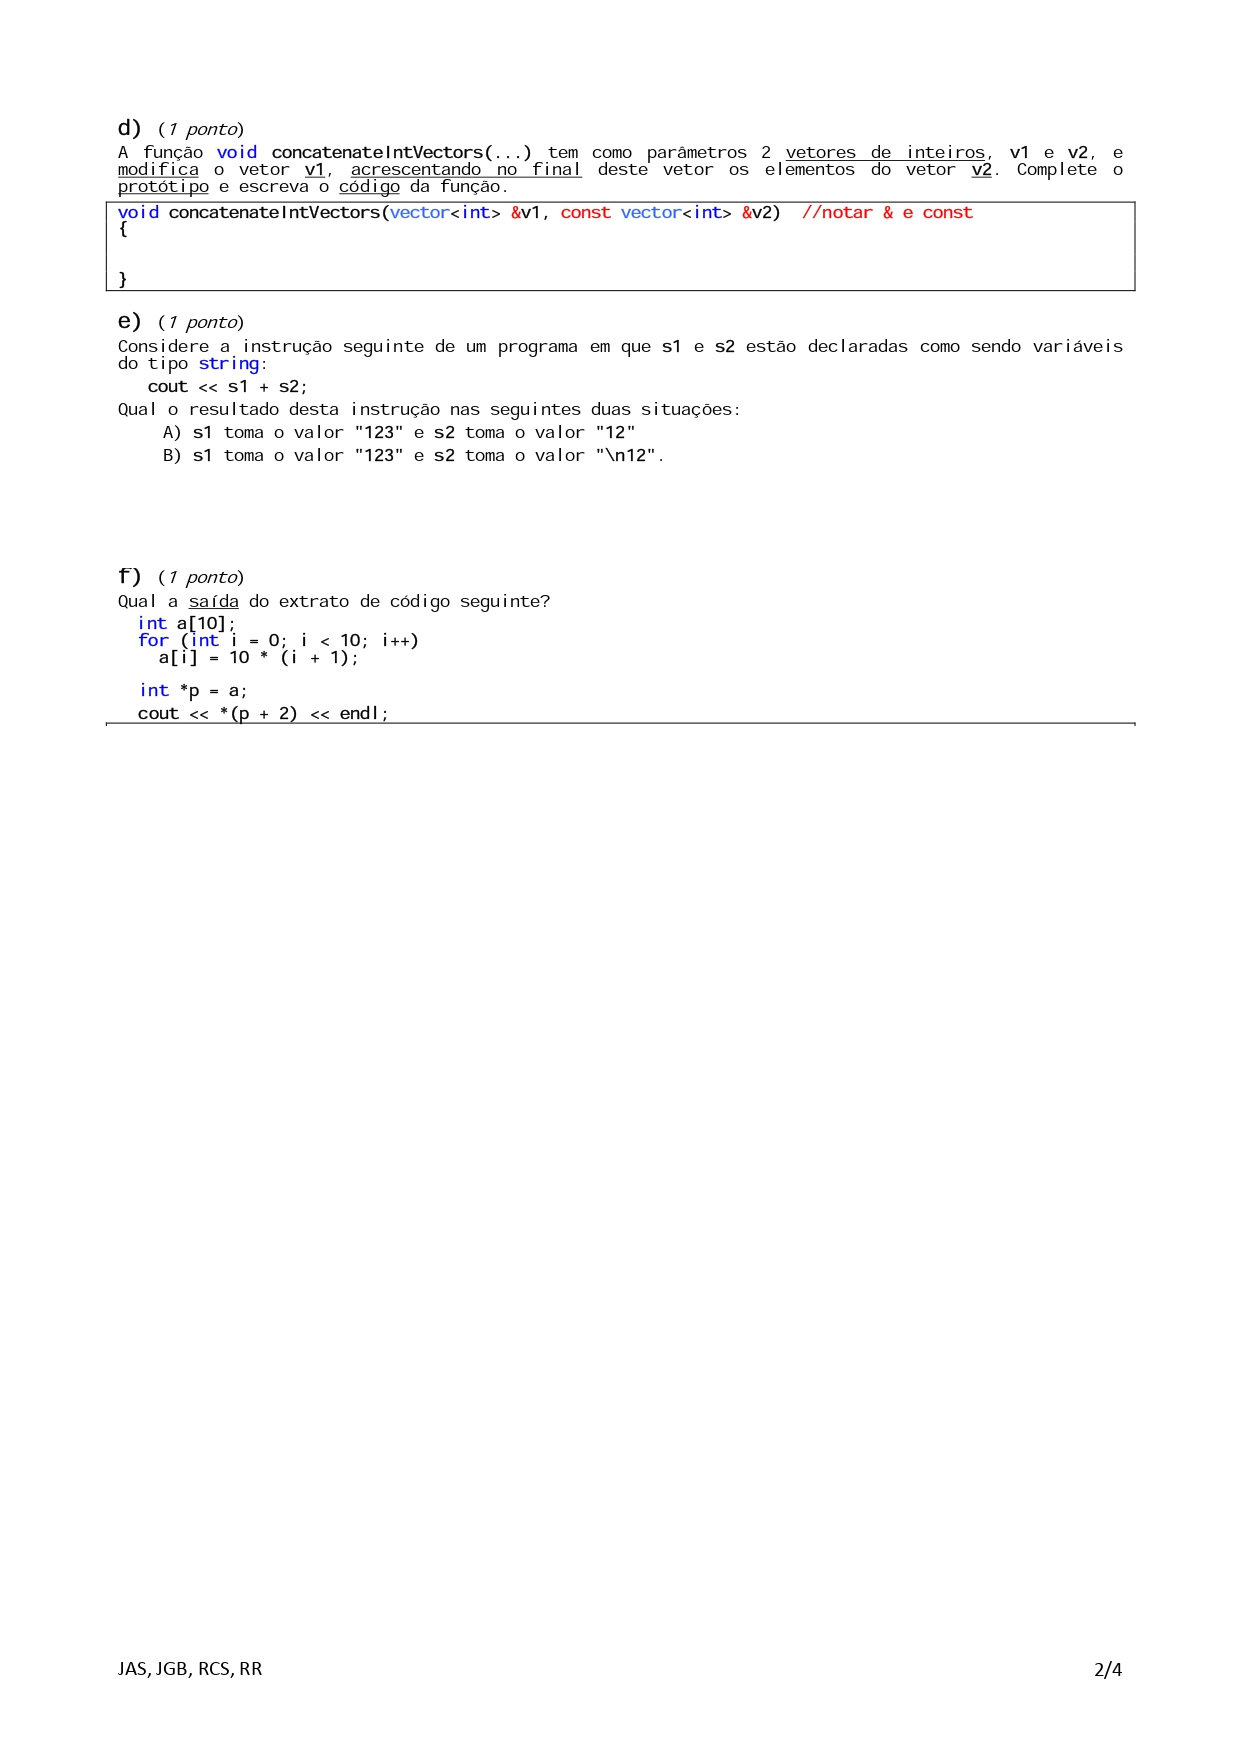 d) (1 ponto)
A função void concatenateIntVectors(...) tem como parâmetros 2 vetores de inteiros, v1 e v2, e
modifica o vetor v1, acrescentando no final deste vetor os elementos do vetor v2. Complete o
protótipo e escreva o código da função.
void concatenateIntVectors(vector<int> &v1, const vector<int> &v2)  //notar & e const
{
}
e) (1 ponto)
Considere a instrução seguinte de um programa em que s1 e s2 estão declaradas como sendo variáveis
do tipo string:
cout << s1 + s2;
Qual o resultado desta instrução nas seguintes duas situações:
A) s1 toma o valor "123" e s2 toma o valor "12"
B) s1 toma o valor "123" e s2 toma o valor "\n12".
f) (1 ponto)
Qual a saída do extrato de código seguinte?
int a[10];
for (int i = 0; i < 10; i++)
a[i] = 10 * (i + 1);
int *p = a;
cout << *(p + 2) << endl;
JAS, JGB, RCS, RR 2/4